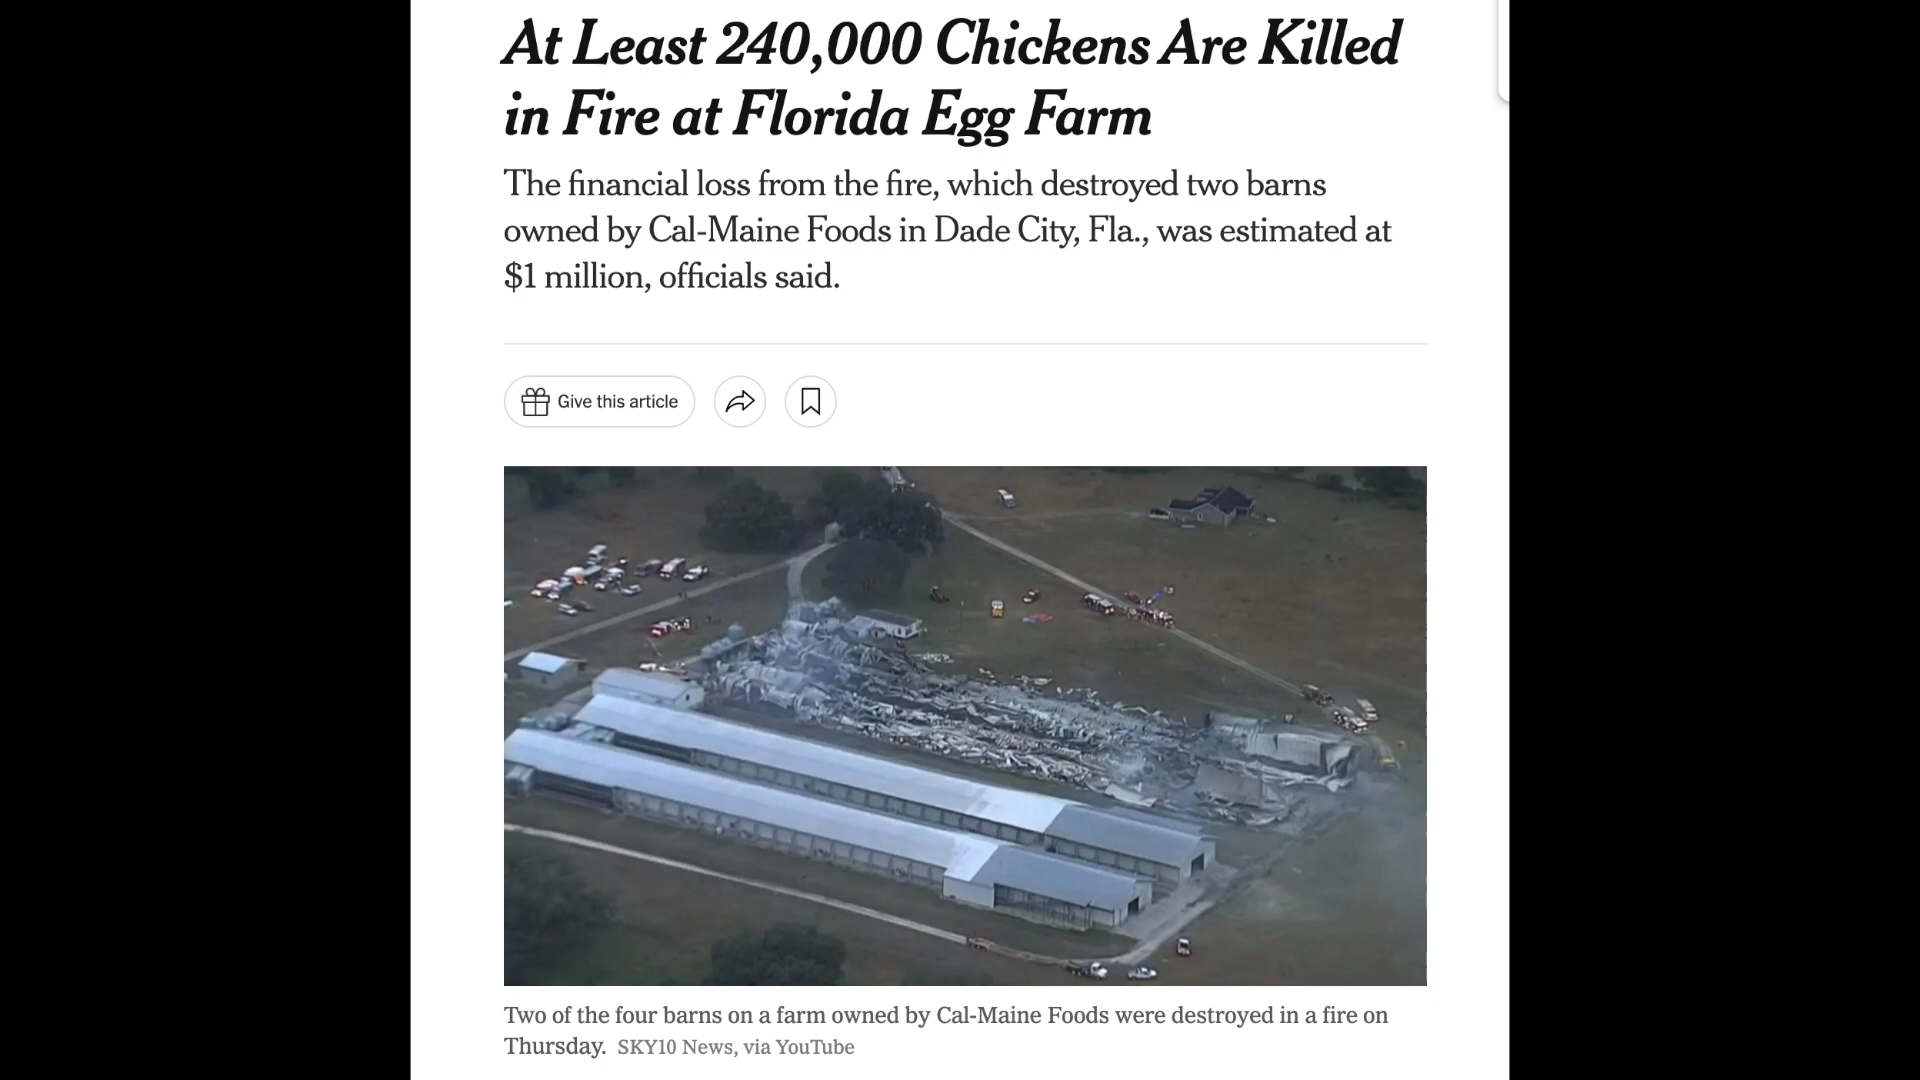 At Least 240,000 Chickens Are Killed
in Fire at Florida Egg Farm
The financial loss from the fire, which destroyed two barns
owned by Cal-Maine Foods in Dade City, Fla., was estimated at
$1 million, officials said.
Give this article
Two of the four barns on a farm owned by Cal-Maine Foods were destroyed in a fire on
Thursday. SKY10 News, via YouTube